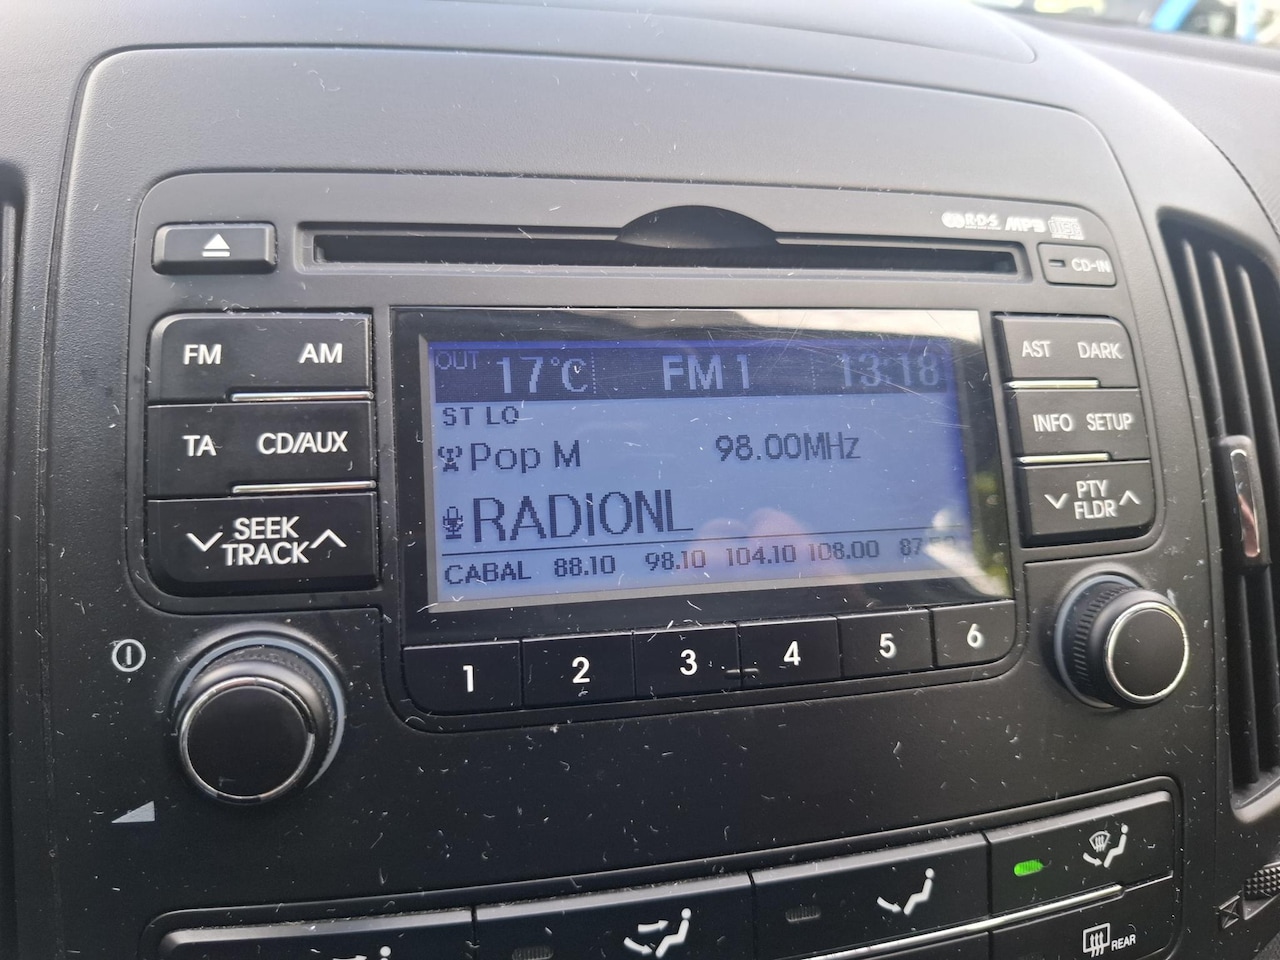 R·D·S MP3
CD-IN
FM AM
TA CD/AUX
SEEK
TRACK
OUT 17°C FM 1 13:18
ST LO
Pop M 98.00MHz
RADiONL
CABAL 88.10 98.10 104.10 108.00
AST DARK
INFO SETUP
PTY
FLDR
1 2 3 4 5 6
REAR